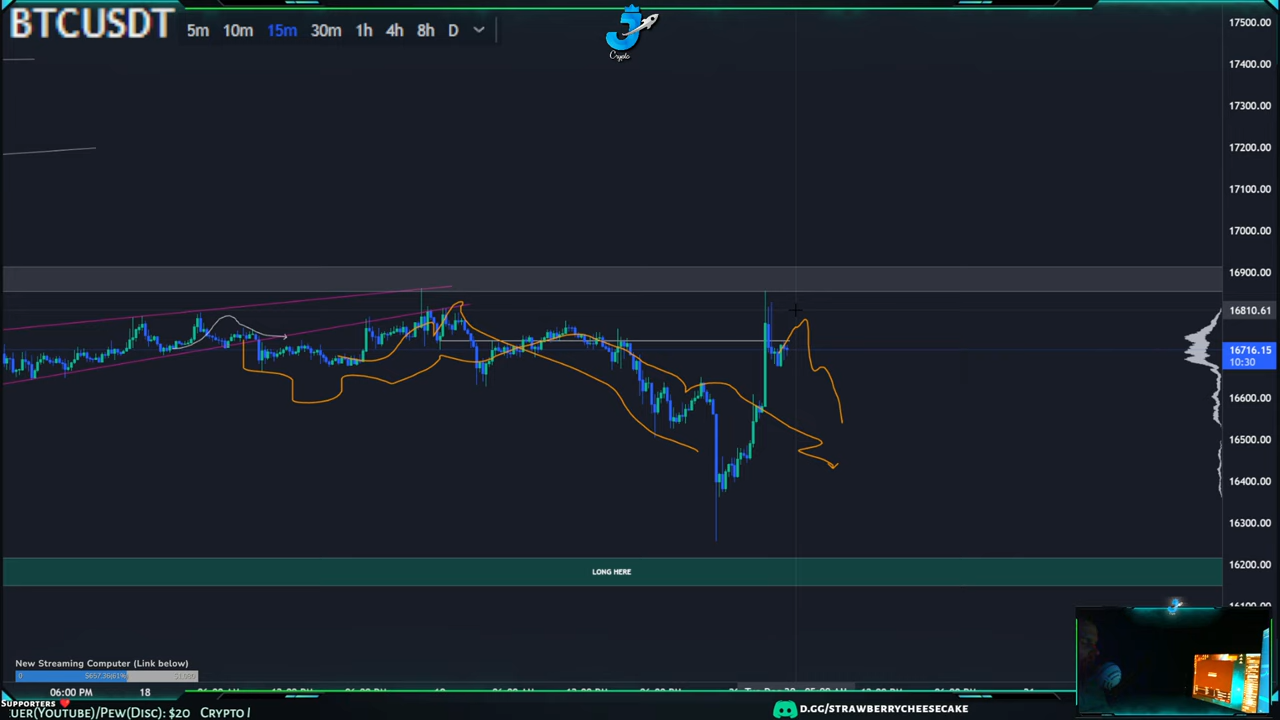 BTCUSDT 5m 10m 15m 30m 1h 4h 8h D
Crypto
17500.00
17400.00
17300.00
17200.00
17100.00
17000.00
16900.00
16810.61
16716.15
10:30
16600.00
16500.00
16400.00
16300.00
16200.00
LONG HERE
New Streaming Computer (Link below)
0
06:00 PM 18
SUPPORTERS
UER(Youtube)/Pew(Disc): $20 Crypto
D.GG/STRAWBERRYCHEESECAKE